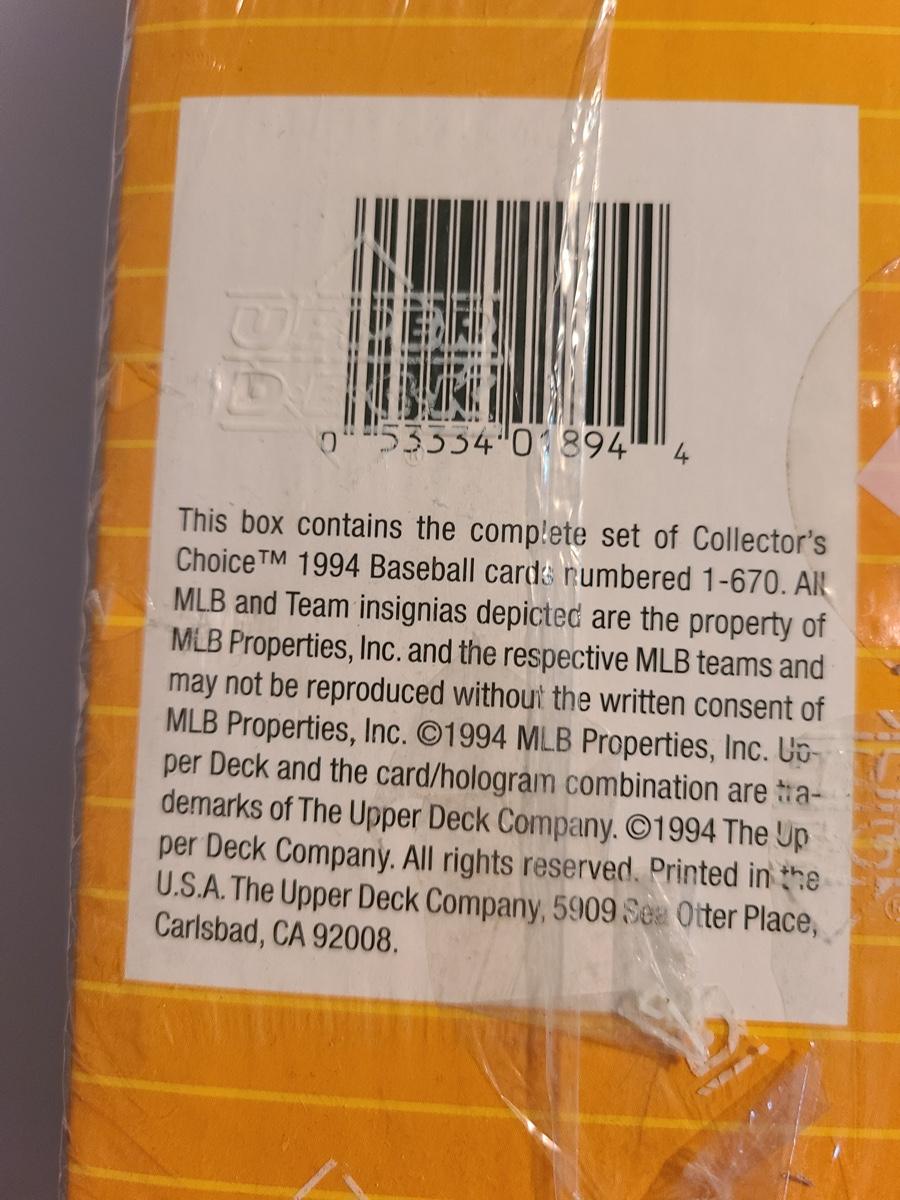 UPPER
DECK
0 53334 01894 4
This box contains the complete set of Collector's
Choice™ 1994 Baseball cards numbered 1-670. All
MLB and Team insignias depicted are the property of
MLB Properties, Inc. and the respective MLB teams and
may not be reproduced without the written consent of
MLB Properties, Inc. ©1994 MLB Properties, Inc. Up-
per Deck and the card/hologram combination are tra-
demarks of The Upper Deck Company. ©1994 The Up
per Deck Company. All rights reserved. Printed in the
U.S.A. The Upper Deck Company, 5909 Sea Otter Place,
Carlsbad, CA 92008.